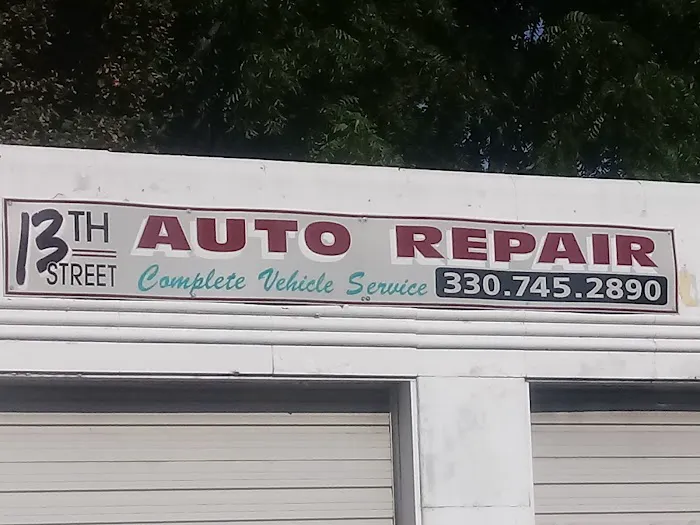 13TH STREET
AUTO REPAIR
Complete Vehicle Service 330.745.2890